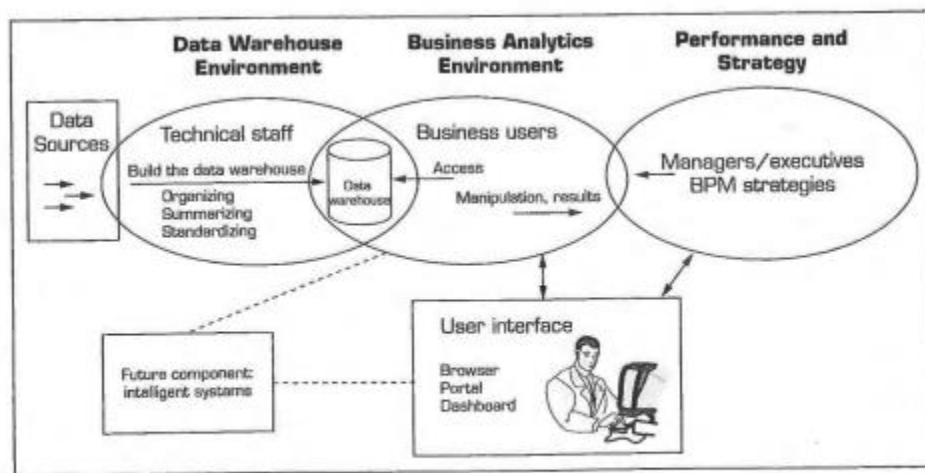 Data Warehouse
Environment
Business Analytics
Environment
Performance and
Strategy
Data
Sources
Technical staff
Build the data warehouse
Organizing
Summarizing
Standardizing
Data
warehouse
Business users
Access
Manipulation, results
Managers/executives
BPM strategies
Future component:
intelligent systems
User interface
Browser
Portal
Dashboard